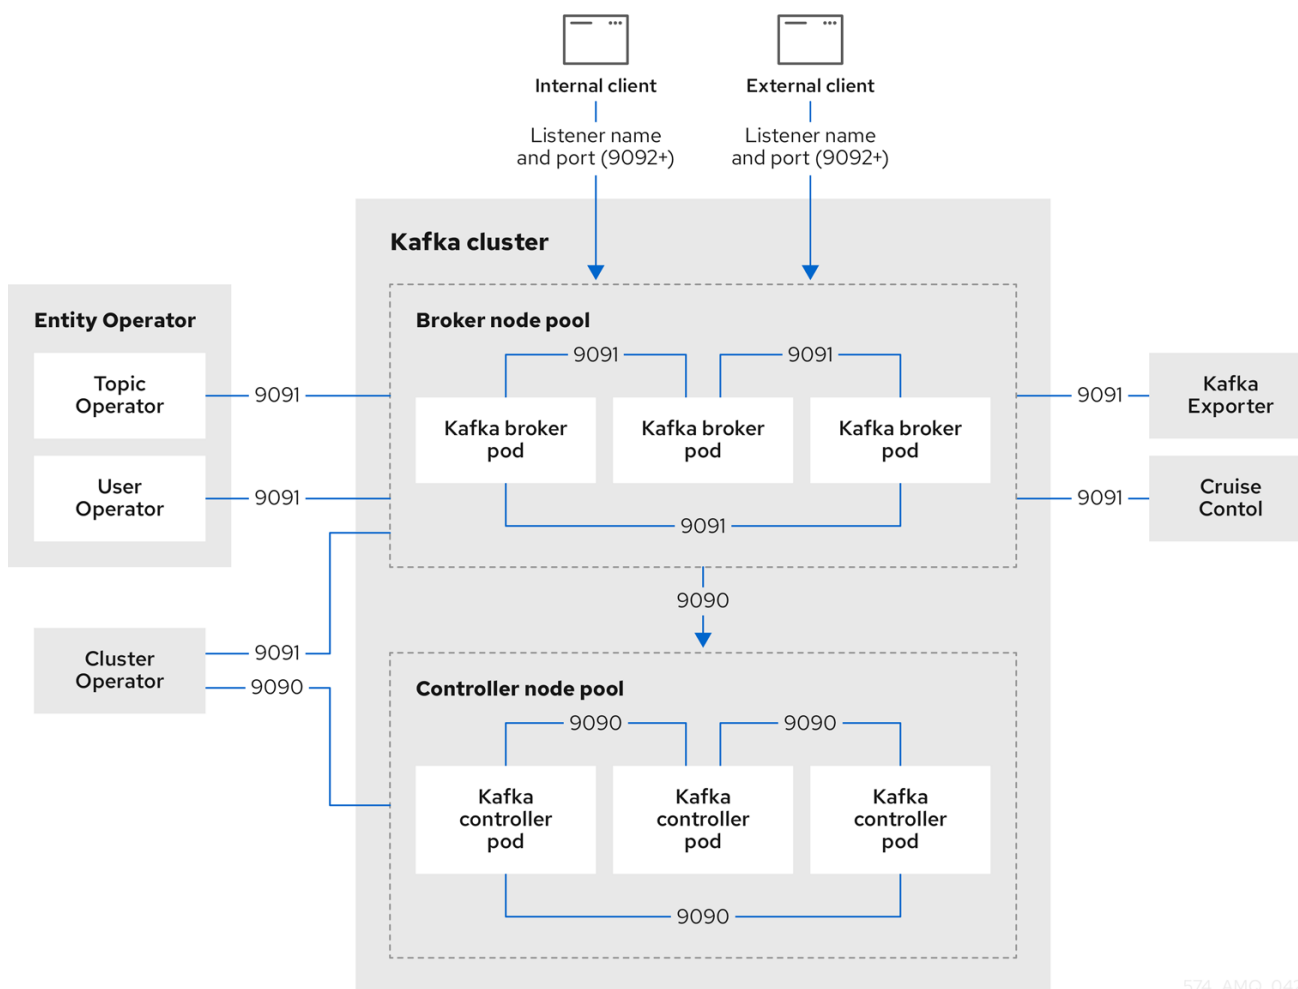 Internal client
External client
Listener name
and port (9092+)
Listener name
and port (9092+)
Kafka cluster
Entity Operator
Topic
Operator
9091
User
Operator
9091
Cluster
Operator
9091
9090
Broker node pool
9091
9091
Kafka broker
pod
Kafka broker
pod
Kafka broker
pod
9091
9091
Kafka
Exporter
9091
Cruise
Contol
9090
Controller node pool
9090
9090
Kafka
controller
pod
Kafka
controller
pod
Kafka
controller
pod
9090
574_AMQ_042